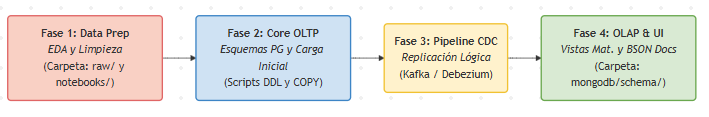 Fase 1: Data Prep
EDA y Limpieza
(Carpeta: raw/ y
notebooks/)
Fase 2: Core OLTP
Esquemas PG y Carga
Inicial
(Scripts DDL y COPY)
Fase 3: Pipeline CDC
Replicación Lógica
(Kafka / Debezium)
Fase 4: OLAP & UI
Vistas Mat. y BSON Docs
(Carpeta:
mongodb/schema/)